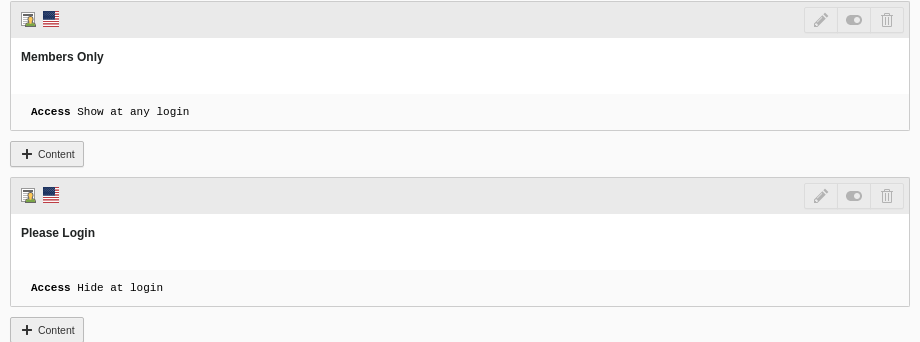 Members Only
Access Show at any login
Content
Please Login
Access Hide at login
Content